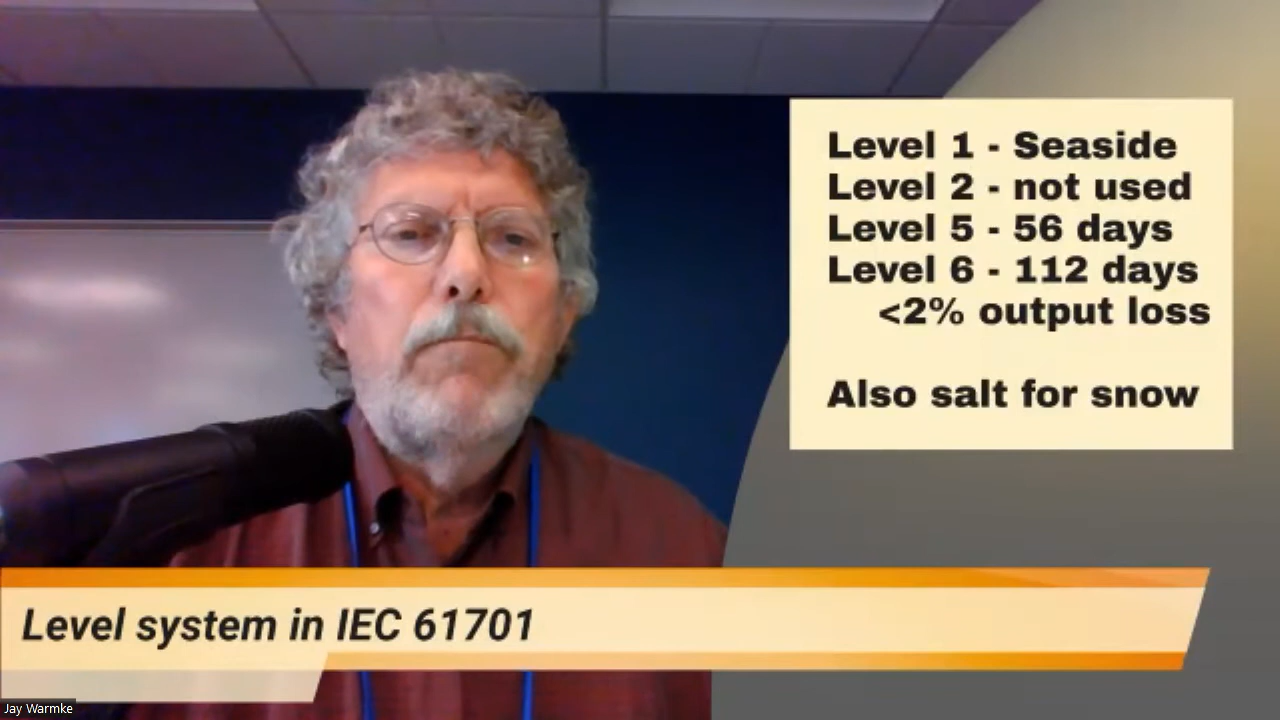 Level 1 - Seaside
Level 2 - not used
Level 5 - 56 days
Level 6 - 112 days
<2% output loss
Also salt for snow
Level system in IEC 61701
Jay Warmke